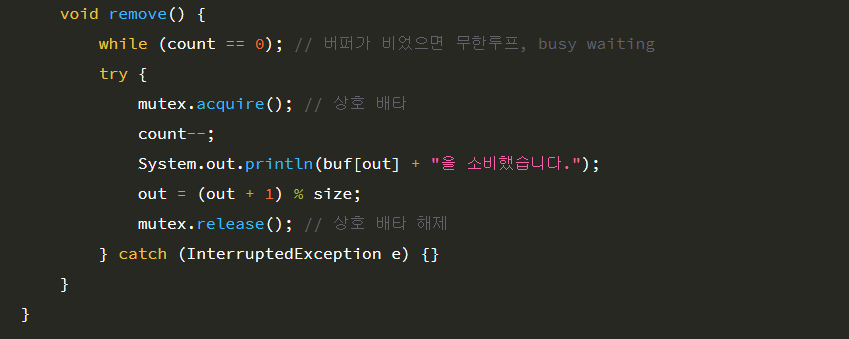 void remove() {
while (count == 0); // 버퍼가 비었으면 무한루프, busy waiting
try {
mutex.acquire(); // 상호 배타
count--;
System.out.println(buf[out] + "을 소비했습니다.");
out = (out + 1) % size;
mutex.release(); // 상호 배타 해제
} catch (InterruptedException e) {}
}
}